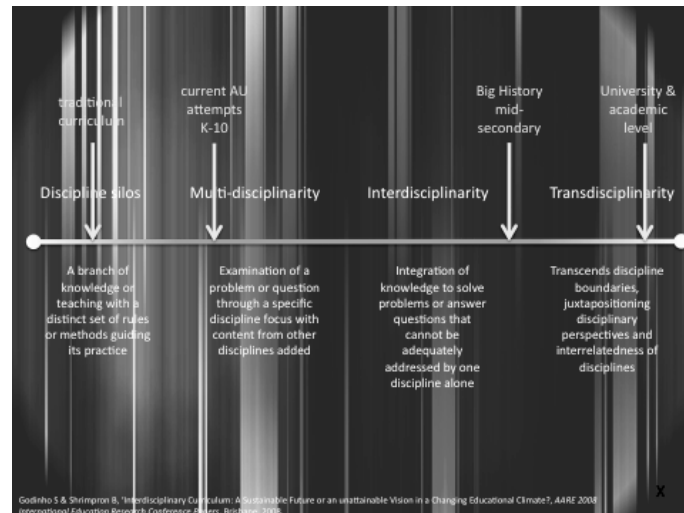 traditional
curriculum
current AU
attempts
K-10
Big History
mid-
secondary
University &
academic
level
Discipline silos
Multi-disciplinarity
Interdisciplinarity
Transdisciplinarity
A branch of
knowledge or
teaching with a
distinct set of rules
or methods guiding
its practice
Examination of a
problem or question
through a specific
discipline focus with
content from other
disciplines added
Integration of
knowledge to solve
problems or answer
questions that
cannot be
adequately
addressed by one
discipline alone
Transcends discipline
boundaries,
juxtapositioning
disciplinary
perspectives and
interrelatedness of
disciplines
X
Godinho S & Shrimpron B, 'Interdisciplinary Curriculum: A Sustainable Future or an unattainable Vision in a Changing Educational Climate?, AARE 2008
International Education Research Conference Papers, Brisbane, 2008